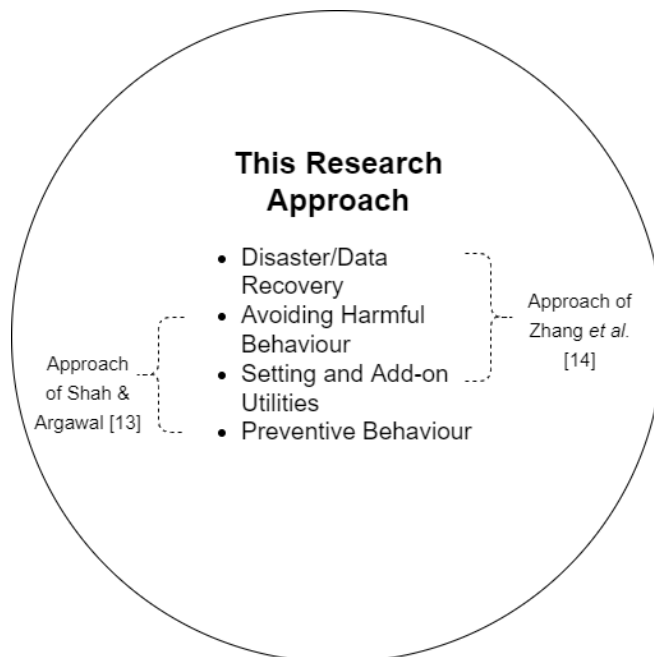 This Research
Approach
• Disaster/Data
Recovery
• Avoiding Harmful
Behaviour
• Setting and Add-on
Utilities
• Preventive Behaviour
Approach
of Shah &
Argawal [13]
Approach of
Zhang et al.
[14]